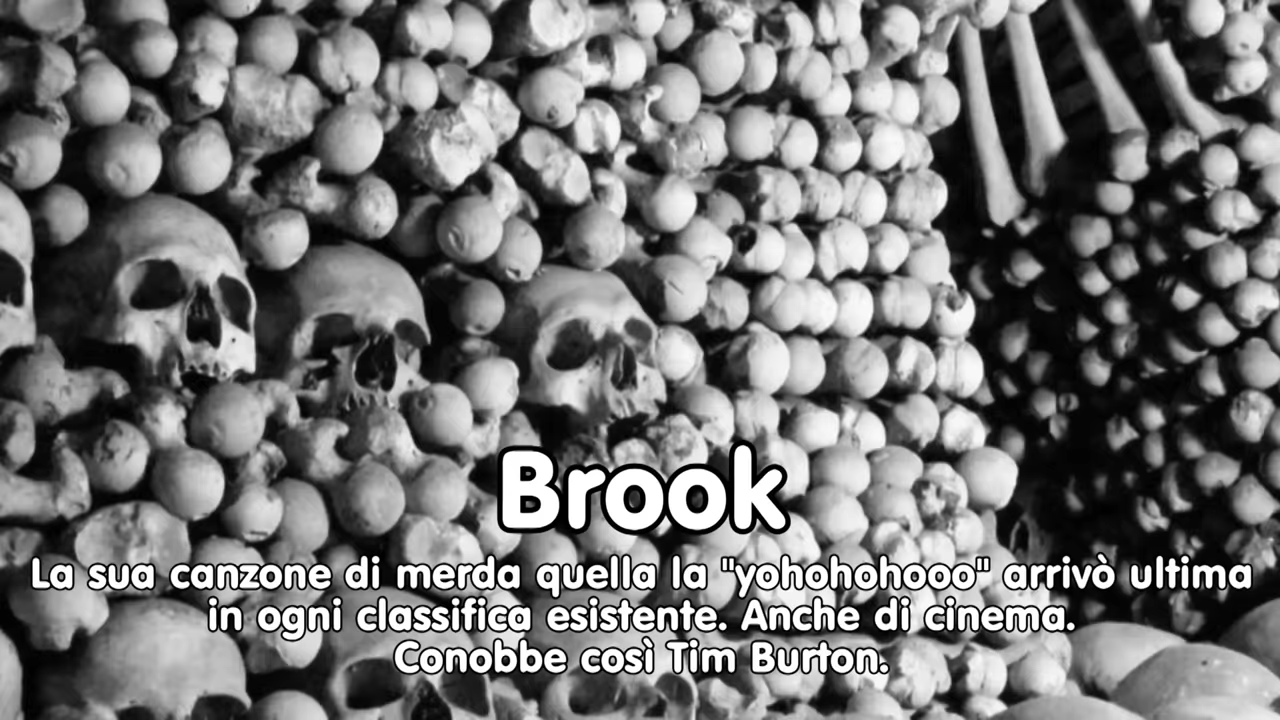 Brook
La sua canzone di merda quella la "yohohohooo" arrivò ultima
in ogni classifica esistente. Anche di cinema.
Conobbe così Tim Burton.